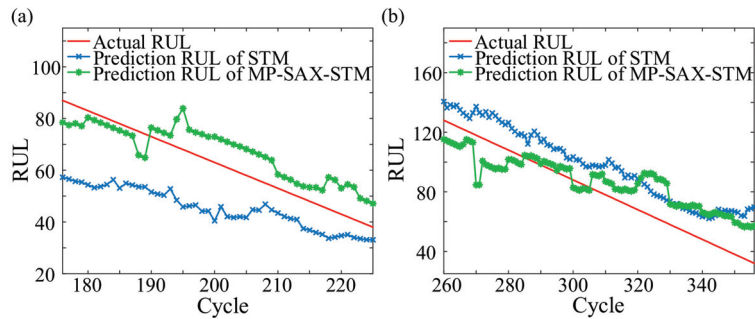 (a)
Actual RUL
Prediction RUL of STM
Prediction RUL of MP-SAX-STM
RUL
100
80
60
40
20
180 190 200 210 220
Cycle
(b)
Actual RUL
Prediction RUL of STM
Prediction RUL of MP-SAX-STM
RUL
160
120
80
40
260 280 300 320 340
Cycle